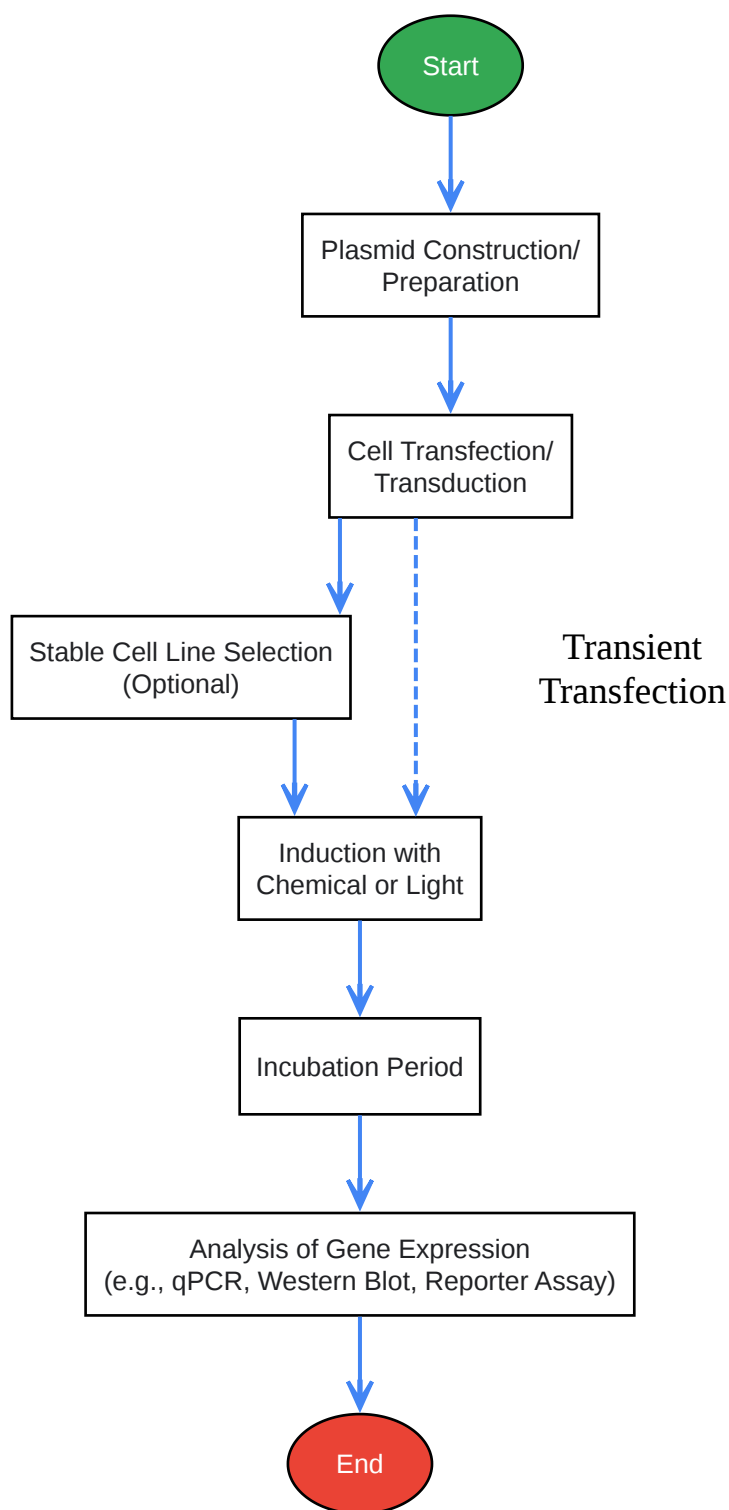 Start
Plasmid Construction/
Preparation
Cell Transfection/
Transduction
Stable Cell Line Selection
(Optional)
Transient
Transfection
Induction with
Chemical or Light
Incubation Period
Analysis of Gene Expression
(e.g., qPCR, Western Blot, Reporter Assay)
End